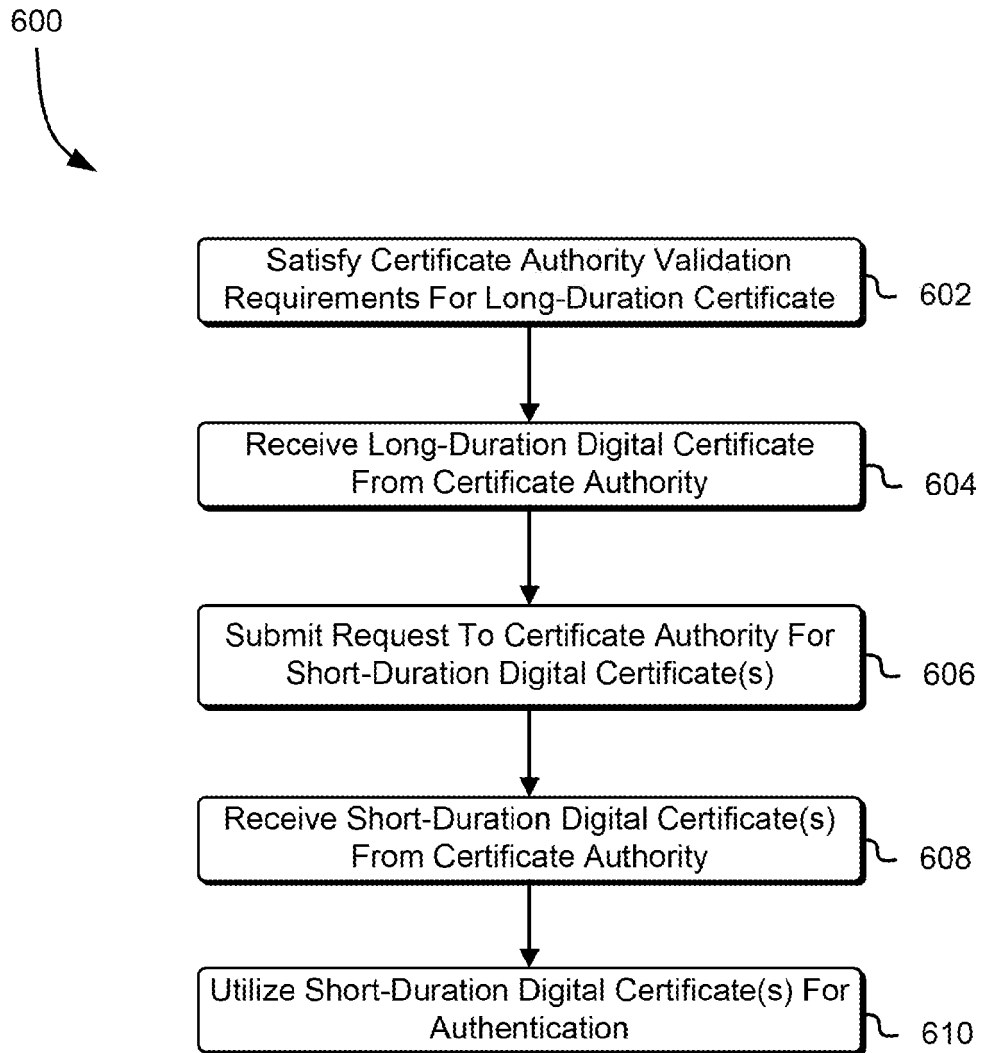 600
Satisfy Certificate Authority Validation
Requirements For Long-Duration Certificate
602
Receive Long-Duration Digital Certificate
From Certificate Authority
604
Submit Request To Certificate Authority For
Short-Duration Digital Certificate(s)
606
Receive Short-Duration Digital Certificate(s)
From Certificate Authority
608
Utilize Short-Duration Digital Certificate(s) For
Authentication
610